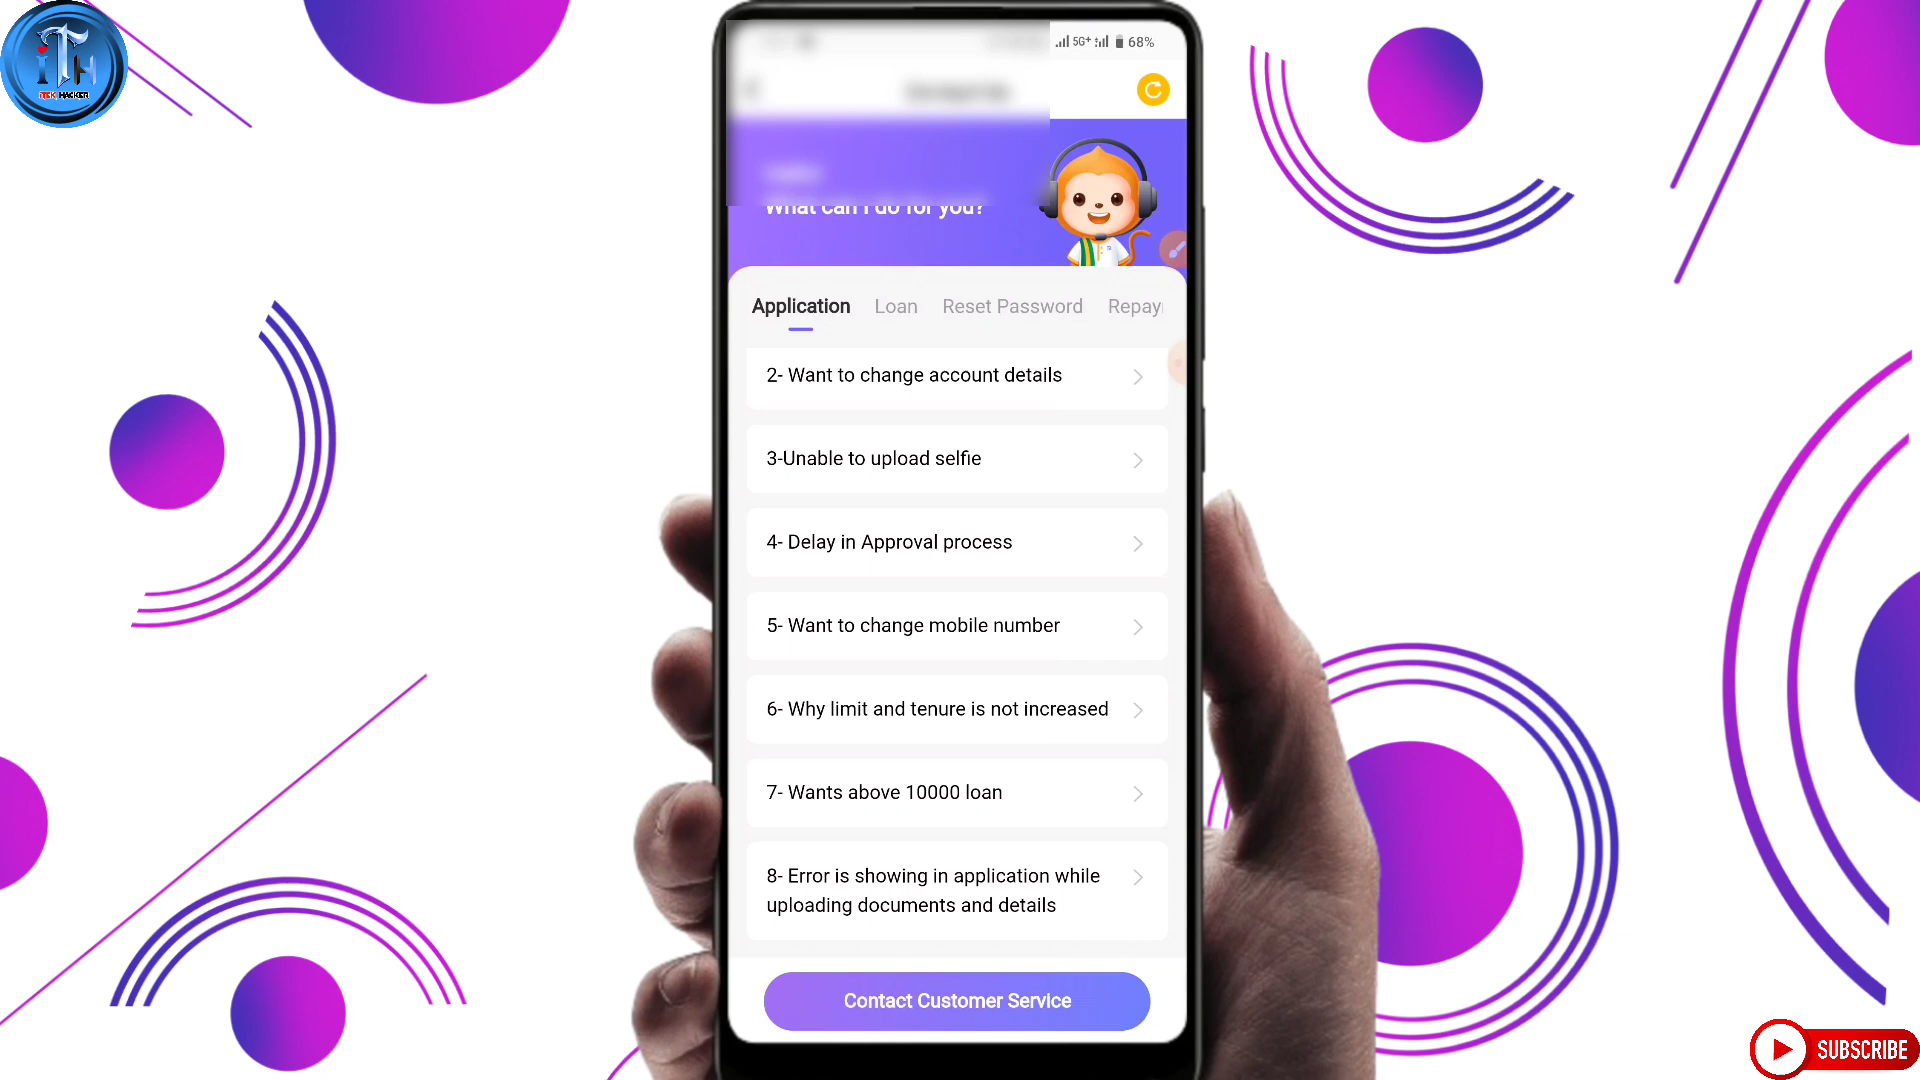 iTH
iTEK HACKER
5G+ 68%
What can I do for you?
Application Loan Reset Password Repay
2- Want to change account details
3-Unable to upload selfie
4- Delay in Approval process
5- Want to change mobile number
6- Why limit and tenure is not increased
7- Wants above 10000 loan
8- Error is showing in application while
uploading documents and details
Contact Customer Service
SUBSCRIBE